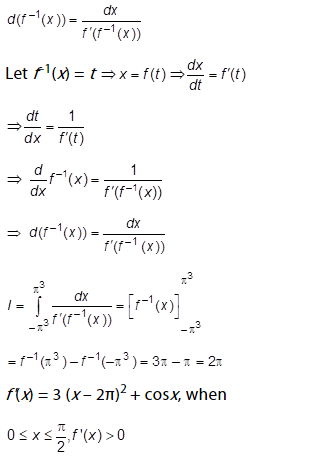 d(f⁻¹(x)) = dx / f'(f⁻¹(x))
Let f⁻¹(x) = t ⇒ x = f(t) ⇒ dx/dt = f'(t)
⇒ dt/dx = 1 / f'(t)
⇒ d/dx f⁻¹(x) = 1 / f'(f⁻¹(x))
⇒ d(f⁻¹(x)) = dx / f'(f⁻¹(x))
I = ∫_{-π³}^{π³} dx / f'(f⁻¹(x)) = [f⁻¹(x)]_{-π³}^{π³}
= f⁻¹(π³) – f⁻¹(–π³) = 3π – π = 2π
f'(x) = 3 (x – 2π)² + cosx, when
0 ≤ x ≤ π/2, f'(x) > 0